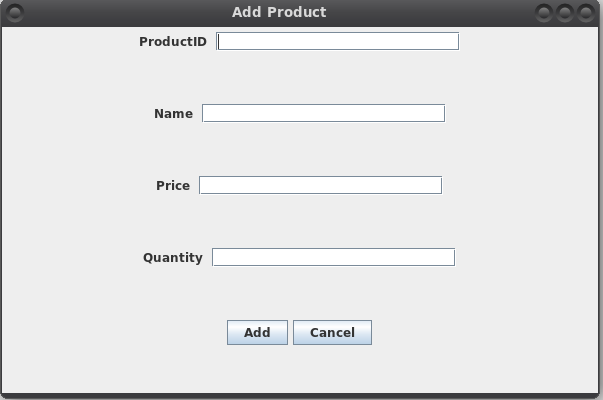 Add Product
ProductID
Name
Price
Quantity
Add Cancel